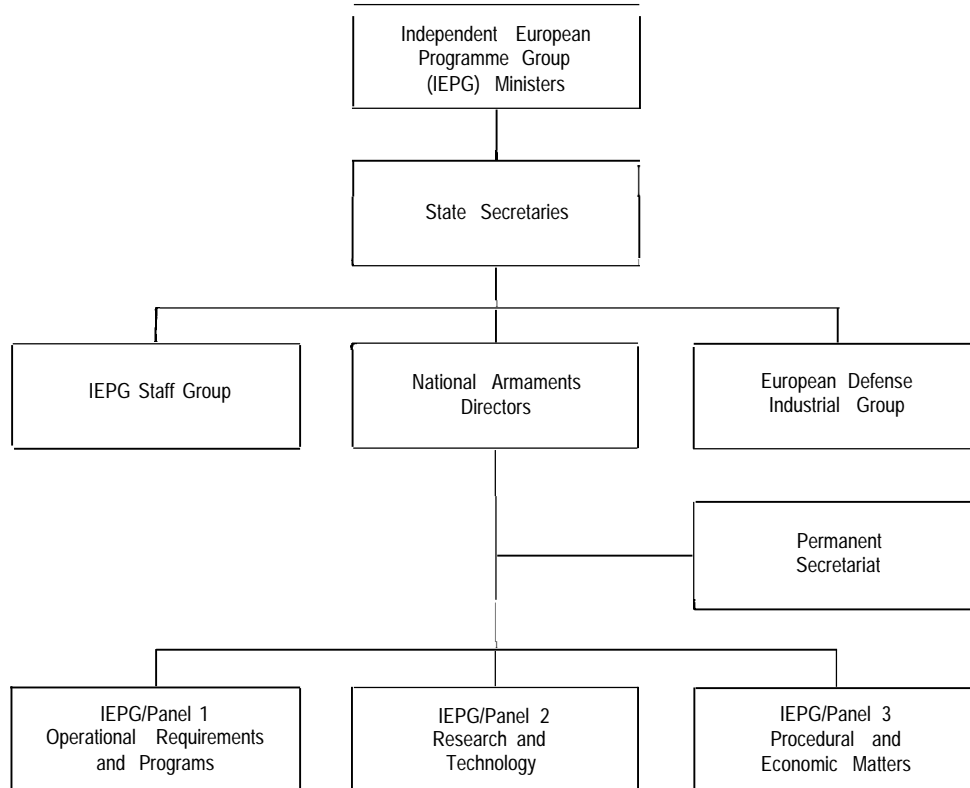 Independent European
Programme Group
(IEPG) Ministers
State Secretaries
IEPG Staff Group
National Armaments
Directors
European Defense
Industrial Group
Permanent
Secretariat
IEPG/Panel 1
Operational Requirements
and Programs
IEPG/Panel 2
Research and
Technology
IEPG/Panel 3
Procedural and
Economic Matters